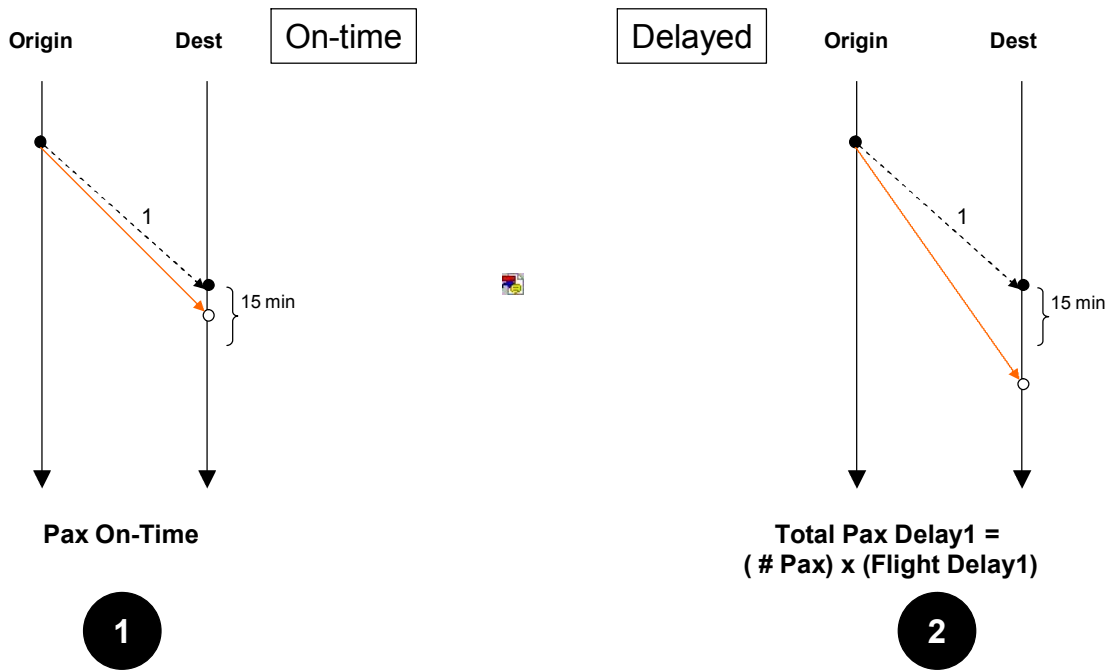 On-time
Origin
Dest
1
15 min
Pax On-Time
1
Delayed
Origin
Dest
1
15 min
Total Pax Delay1 =
( # Pax) x (Flight Delay1)
2